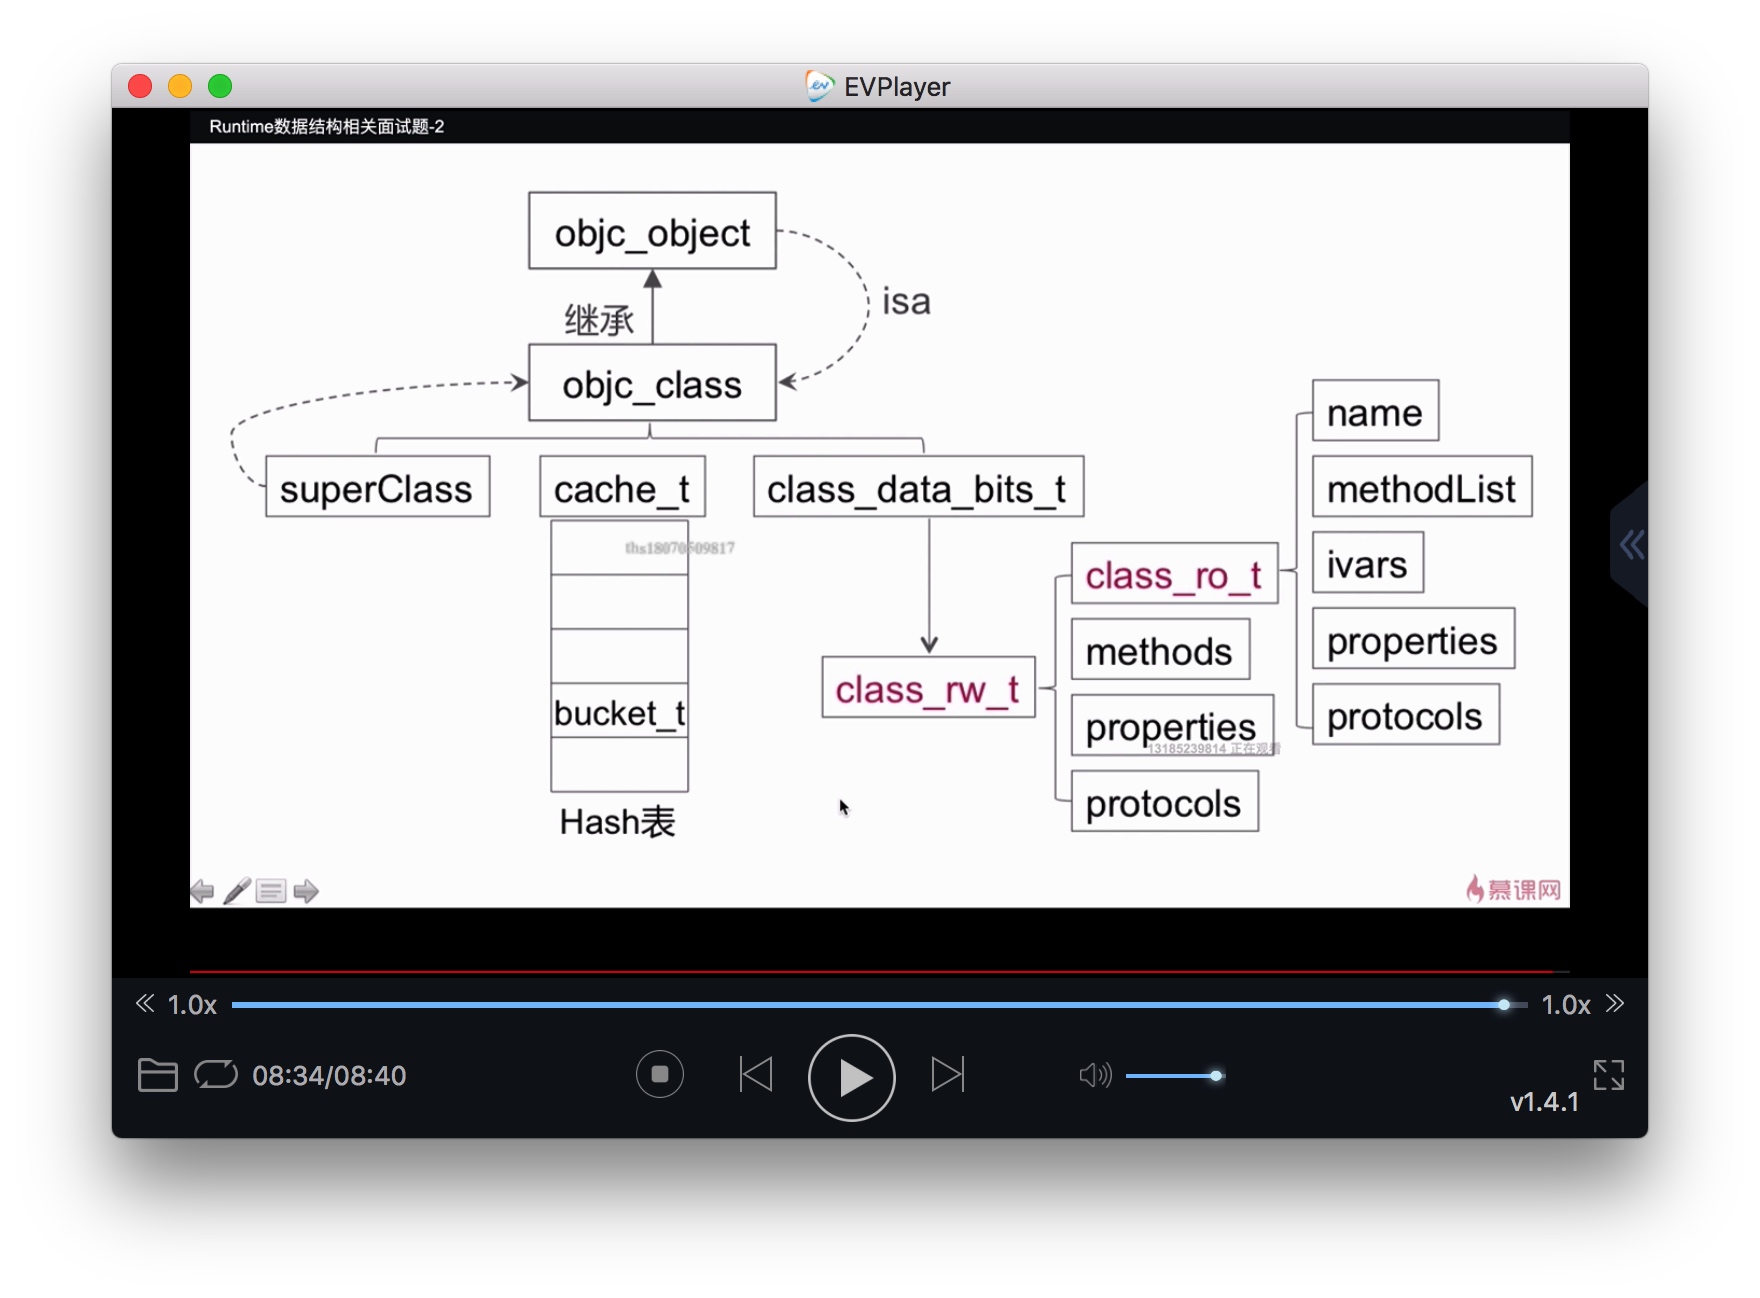 EVPlayer
Runtime数据结构相关面试题-2
objc_object
isa
继承
objc_class
superClass
cache_t
class_data_bits_t
ths18070509817
bucket_t
Hash表
class_rw_t
class_ro_t
methods
properties
13185239814 正在观看
protocols
name
methodList
ivars
properties
protocols
慕课网
1.0x
1.0x
08:34/08:40
v1.4.1